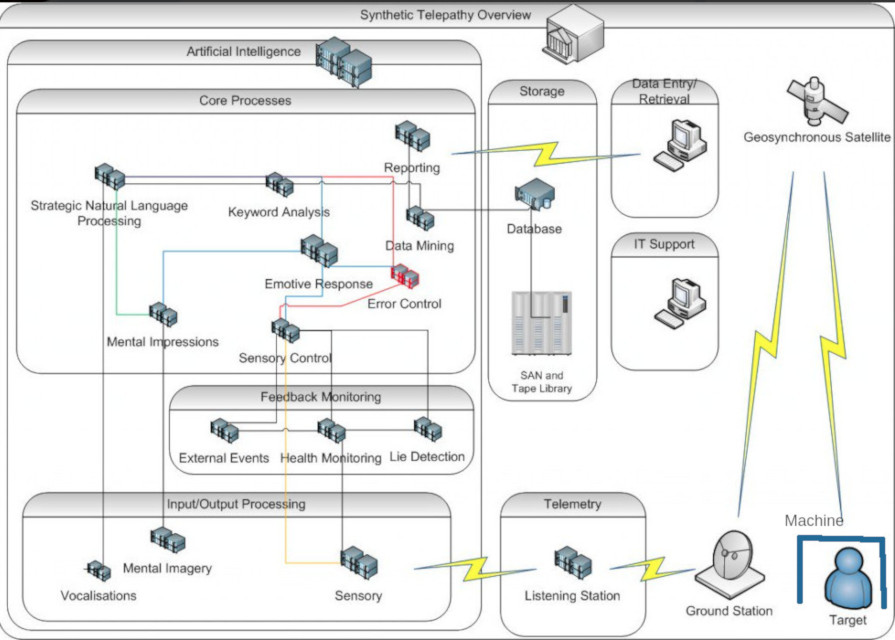 Synthetic Telepathy Overview
Artificial Intelligence
Core Processes
Reporting
Strategic Natural Language
Processing
Keyword Analysis
Data Mining
Emotive Response
Error Control
Mental Impressions
Sensory Control
Storage
Database
SAN and
Tape Library
Data Entry/
Retrieval
IT Support
Geosynchronous Satellite
Feedback Monitoring
External Events
Health Monitoring
Lie Detection
Input/Output Processing
Mental Imagery
Vocalisations
Sensory
Telemetry
Listening Station
Ground Station
Machine
Target